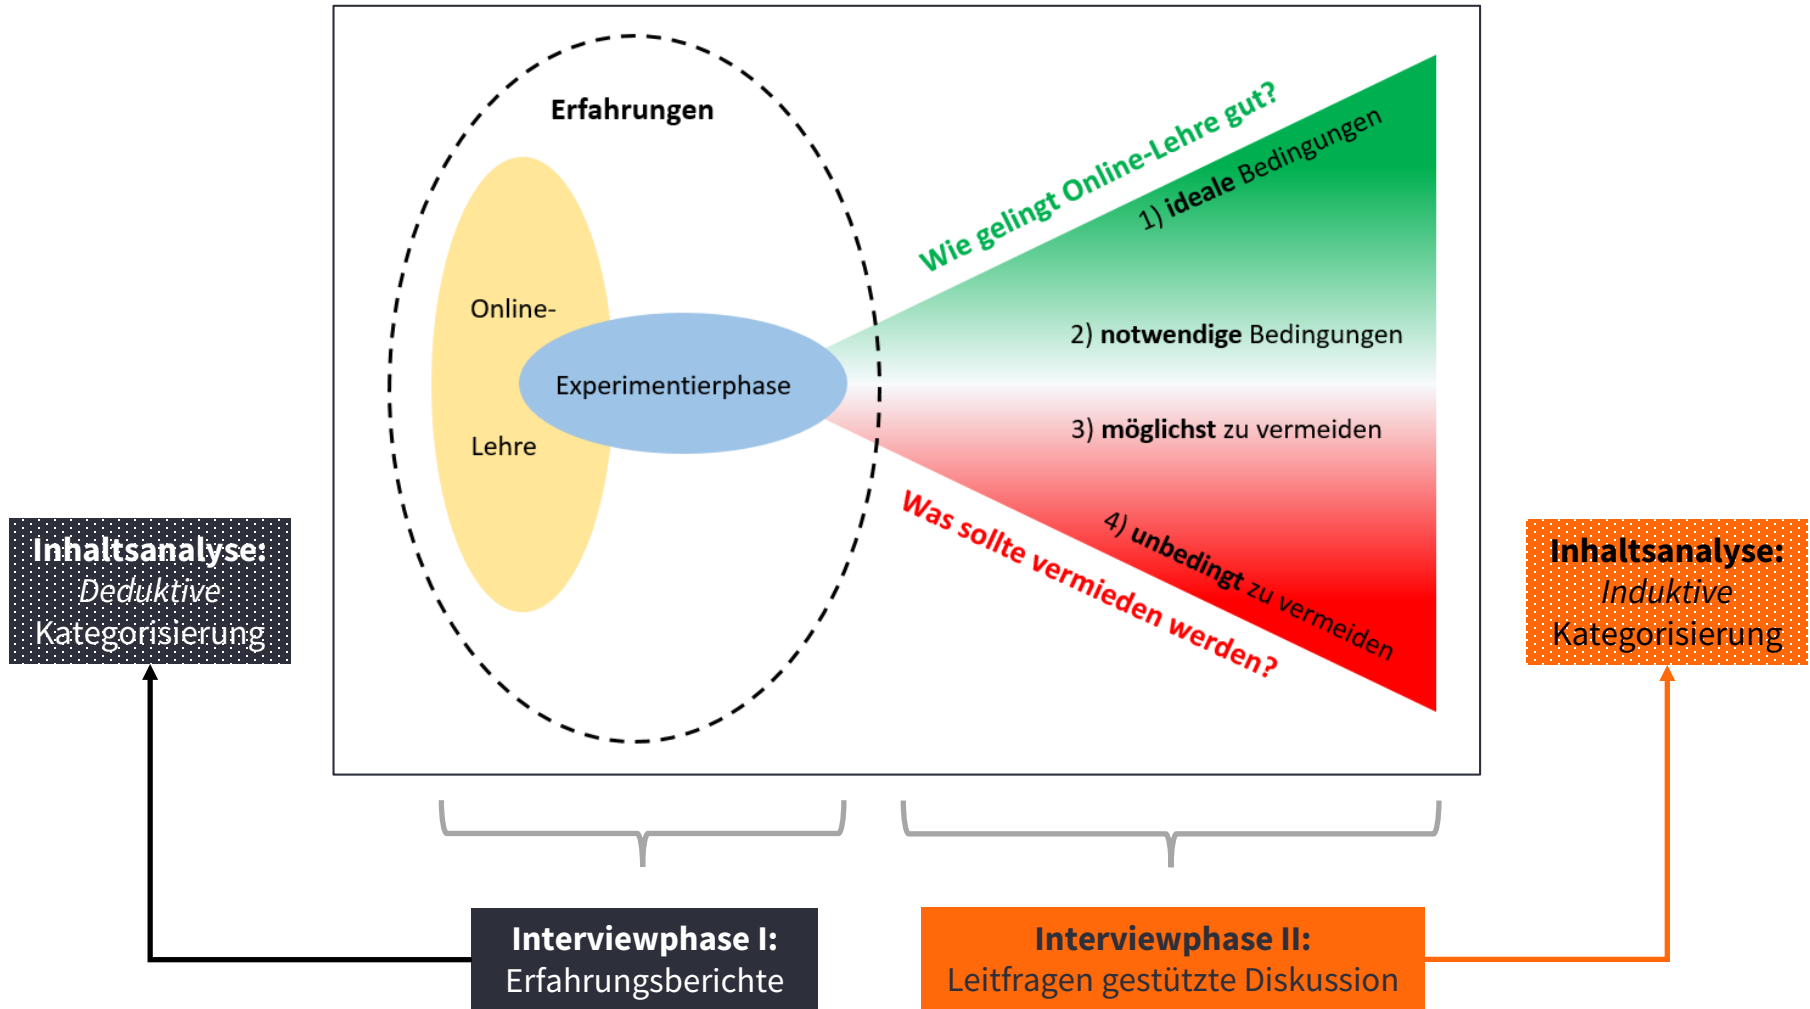 Erfahrungen
Online-
Lehre
Experimentierphase
Wie gelingt Online-Lehre gut?
1) ideale Bedingungen
2) notwendige Bedingungen
3) möglichst zu vermeiden
4) unbedingt zu vermeiden
Was sollte vermieden werden?
Inhaltsanalyse:
Deduktive
Kategorisierung
Inhaltsanalyse:
Induktive
Kategorisierung
Interviewphase I:
Erfahrungsberichte
Interviewphase II:
Leitfragen gestützte Diskussion